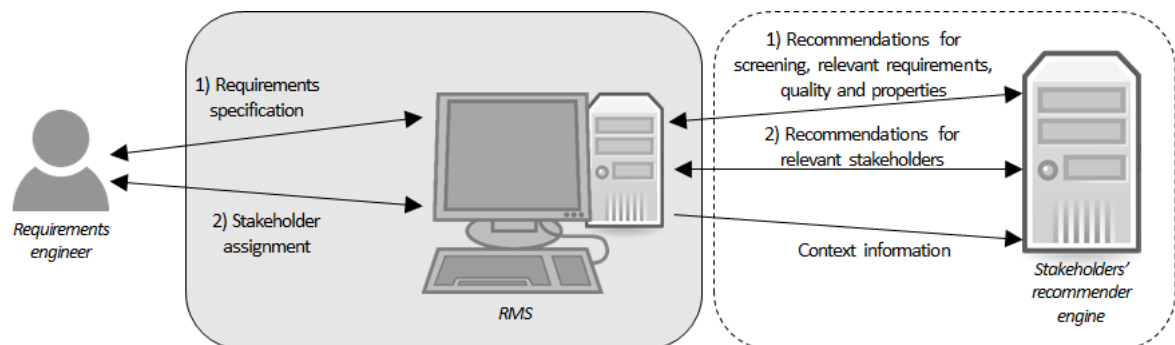 Requirements
engineer
1) Requirements
specification
2) Stakeholder
assignment
RMS
1) Recommendations for
screening, relevant requirements,
quality and properties
2) Recommendations for
relevant stakeholders
Context information
Stakeholders'
recommender
engine